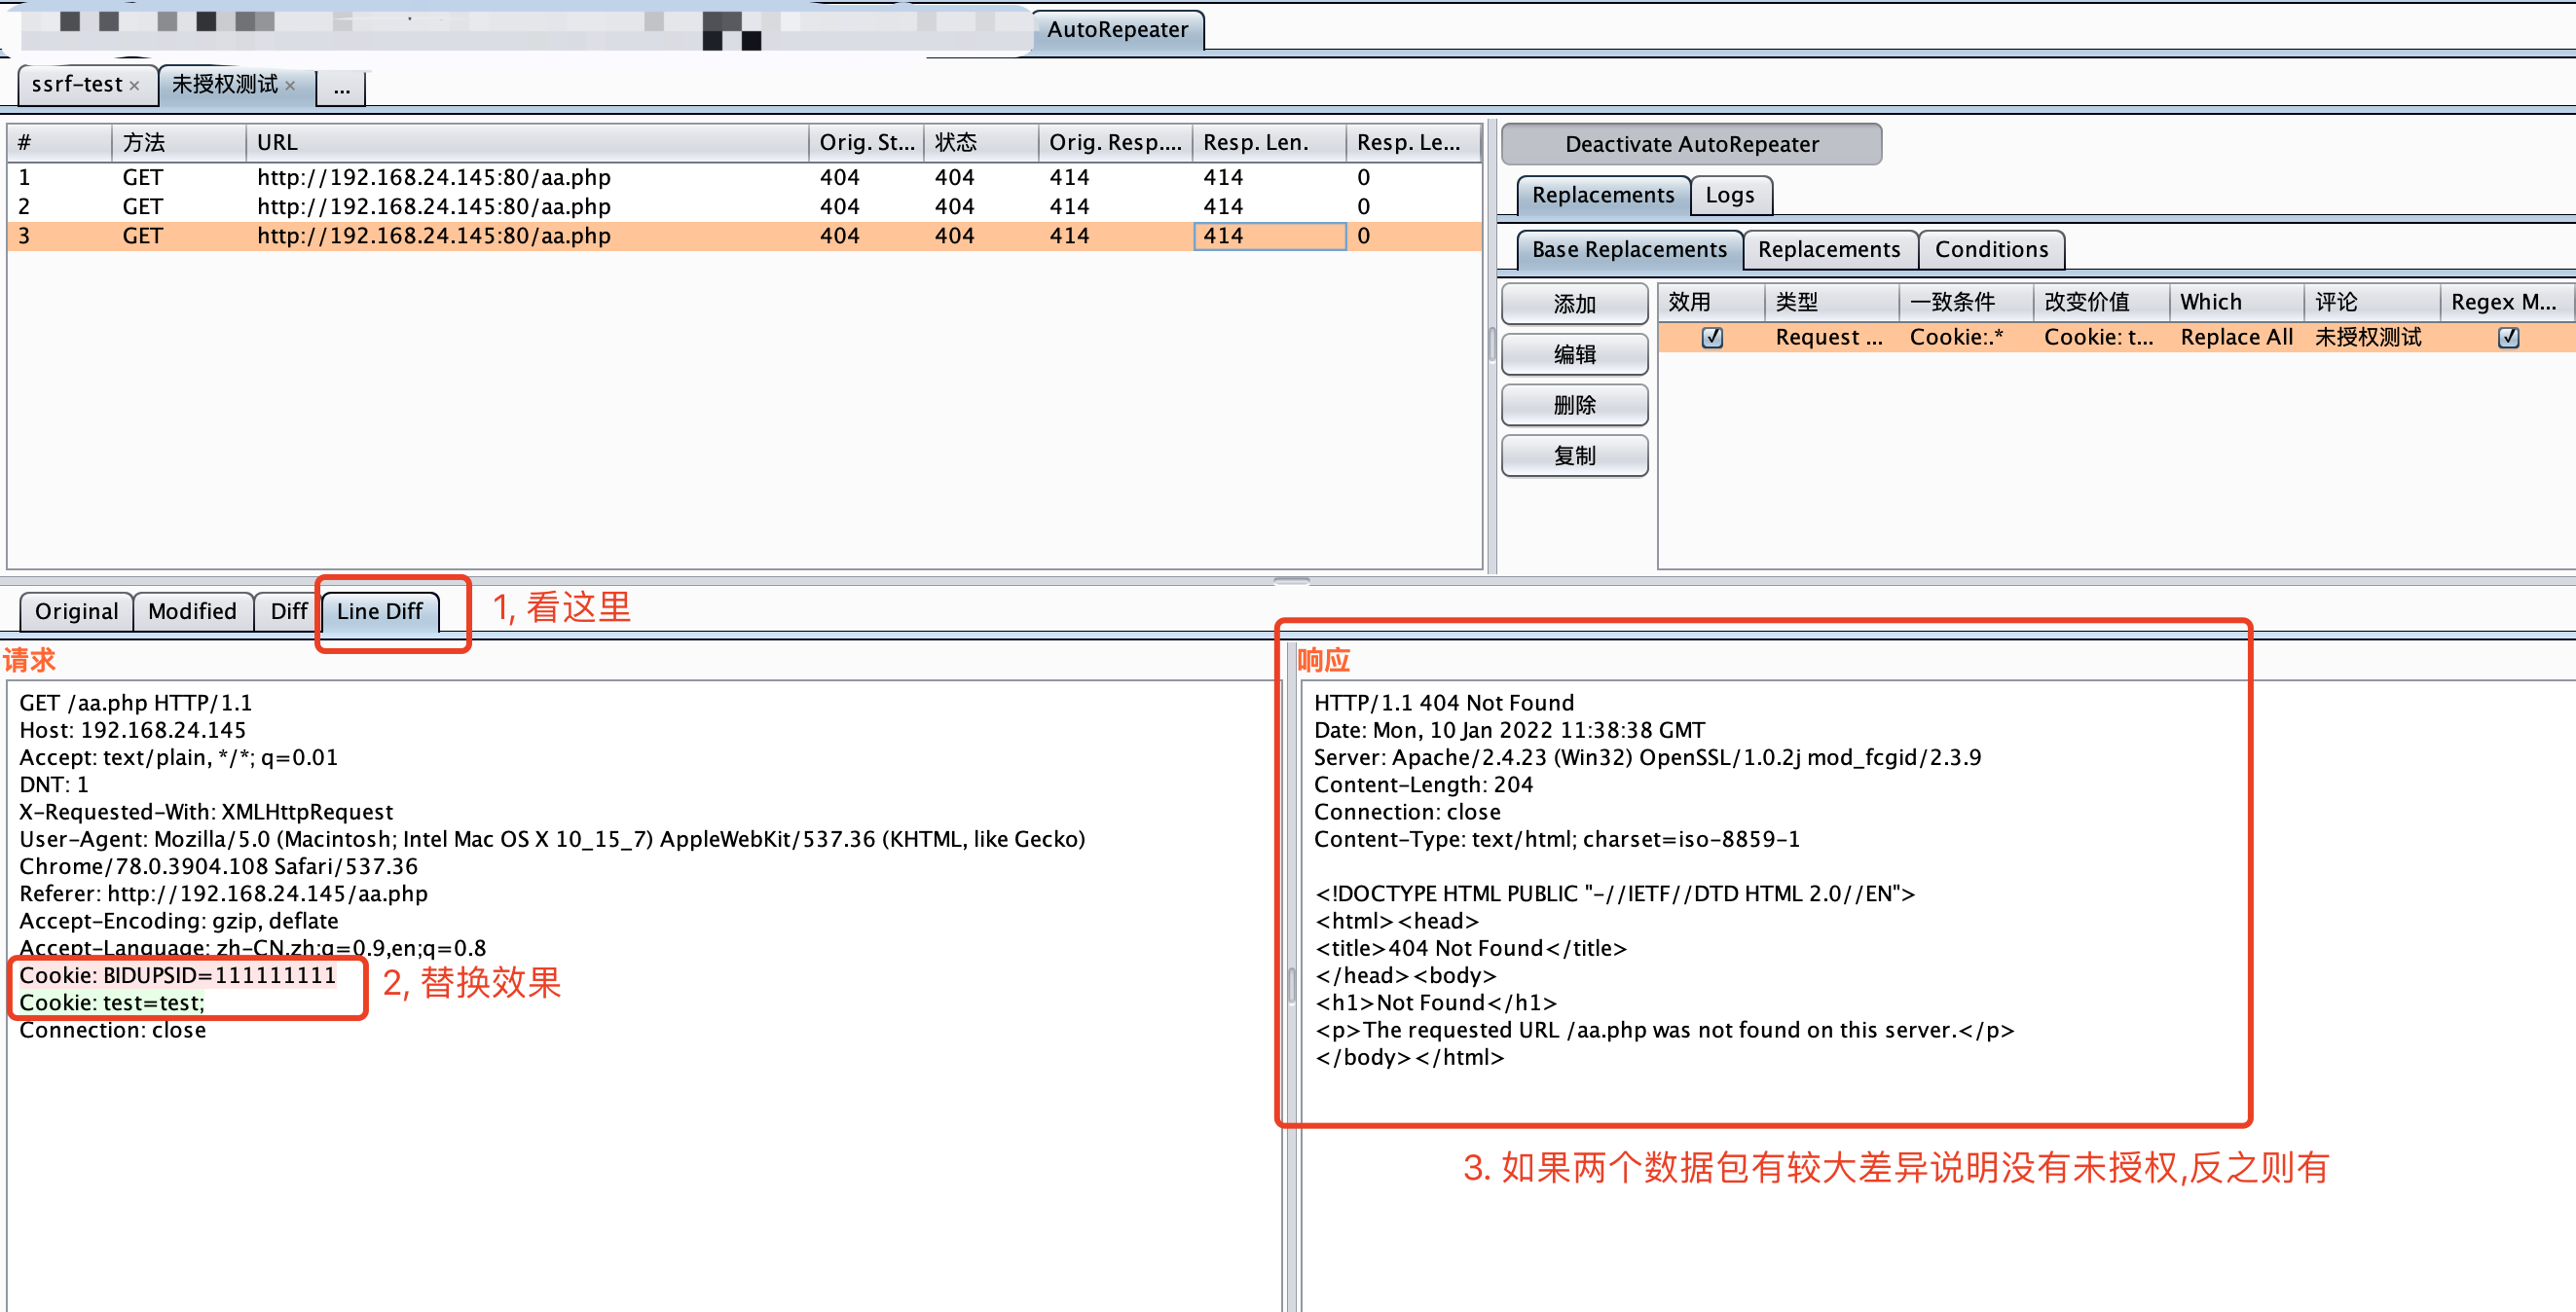 AutoRepeater
ssrf-test ×
未授权测试 ×
...
# 方法 URL Orig. St... 状态 Orig. Resp.... Resp. Len. Resp. Le...
1 GET http://192.168.24.145:80/aa.php 404 404 414 414 0
2 GET http://192.168.24.145:80/aa.php 404 404 414 414 0
3 GET http://192.168.24.145:80/aa.php 404 404 414 414 0
Deactivate AutoRepeater
Replacements Logs
Base Replacements Replacements Conditions
添加
编辑
删除
复制
效用 类型 一致条件 改变价值 Which 评论 Regex M...
Request ... Cookie:.* Cookie: t... Replace All 未授权测试
Original Modified Diff Line Diff
1, 看这里
请求
GET /aa.php HTTP/1.1
Host: 192.168.24.145
Accept: text/plain, */*; q=0.01
DNT: 1
X-Requested-With: XMLHttpRequest
User-Agent: Mozilla/5.0 (Macintosh; Intel Mac OS X 10_15_7) AppleWebKit/537.36 (KHTML, like Gecko)
Chrome/78.0.3904.108 Safari/537.36
Referer: http://192.168.24.145/aa.php
Accept-Encoding: gzip, deflate
Accept-Language: zh-CN,zh;q=0.9,en;q=0.8
Cookie: BIDUPSID=111111111
Cookie: test=test;
Connection: close
2, 替换效果
响应
HTTP/1.1 404 Not Found
Date: Mon, 10 Jan 2022 11:38:38 GMT
Server: Apache/2.4.23 (Win32) OpenSSL/1.0.2j mod_fcgid/2.3.9
Content-Length: 204
Connection: close
Content-Type: text/html; charset=iso-8859-1
<!DOCTYPE HTML PUBLIC "-//IETF//DTD HTML 2.0//EN">
<html><head>
<title>404 Not Found</title>
</head><body>
<h1>Not Found</h1>
<p>The requested URL /aa.php was not found on this server.</p>
</body></html>
3. 如果两个数据包有较大差异说明没有未授权,反之则有